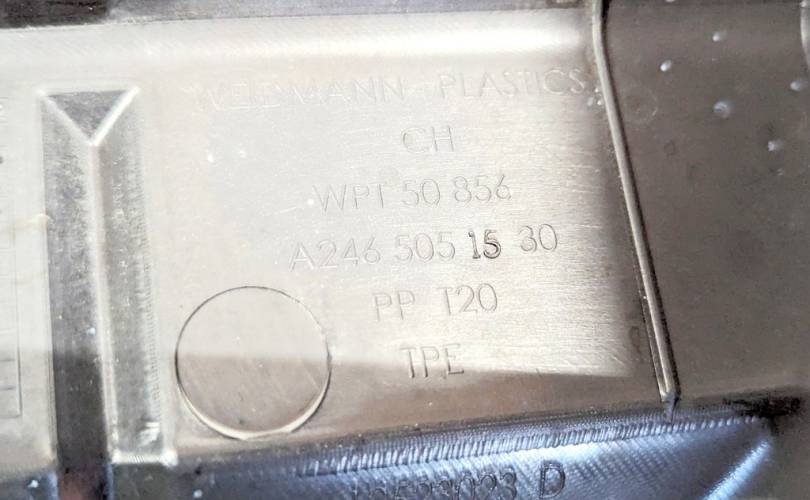 WEIDMANN - PLASTICS
CH
WPT 50 856
A246 505 15 30
PP T20
TPE
D